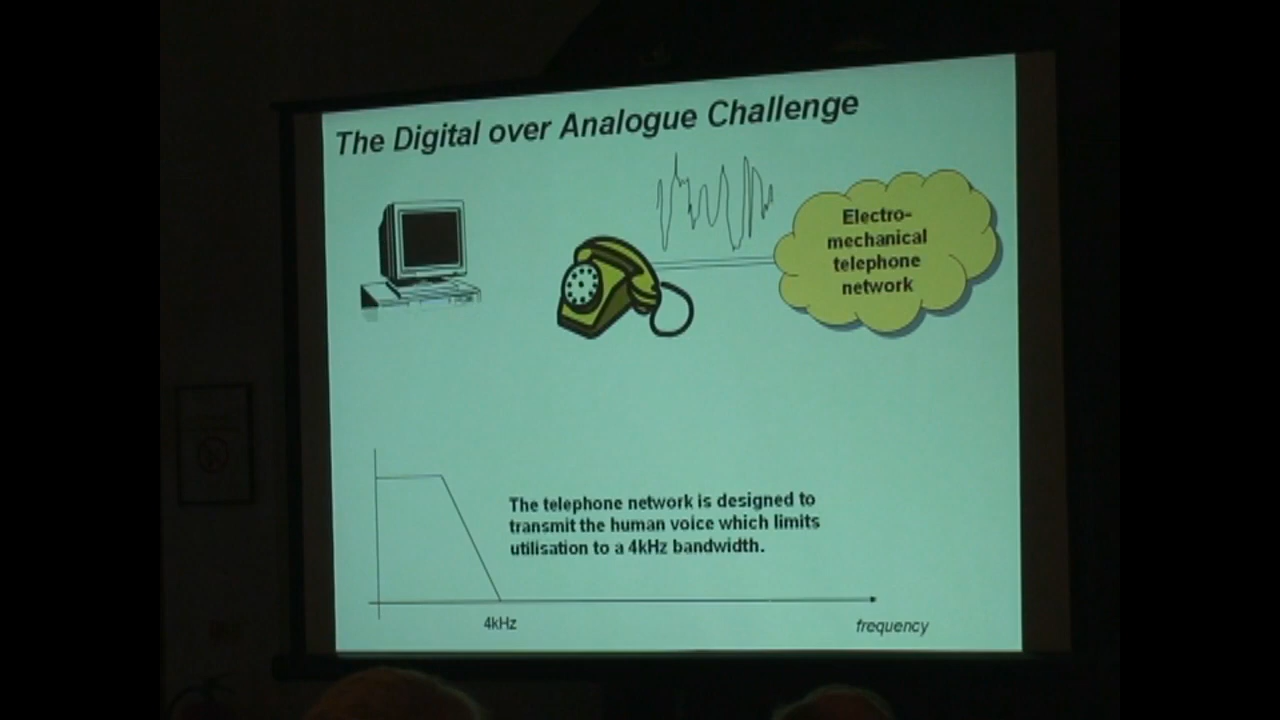 The Digital over Analogue Challenge
Electro-
mechanical
telephone
network
The telephone network is designed to
transmit the human voice which limits
utilisation to a 4kHz bandwidth.
4kHz
frequency